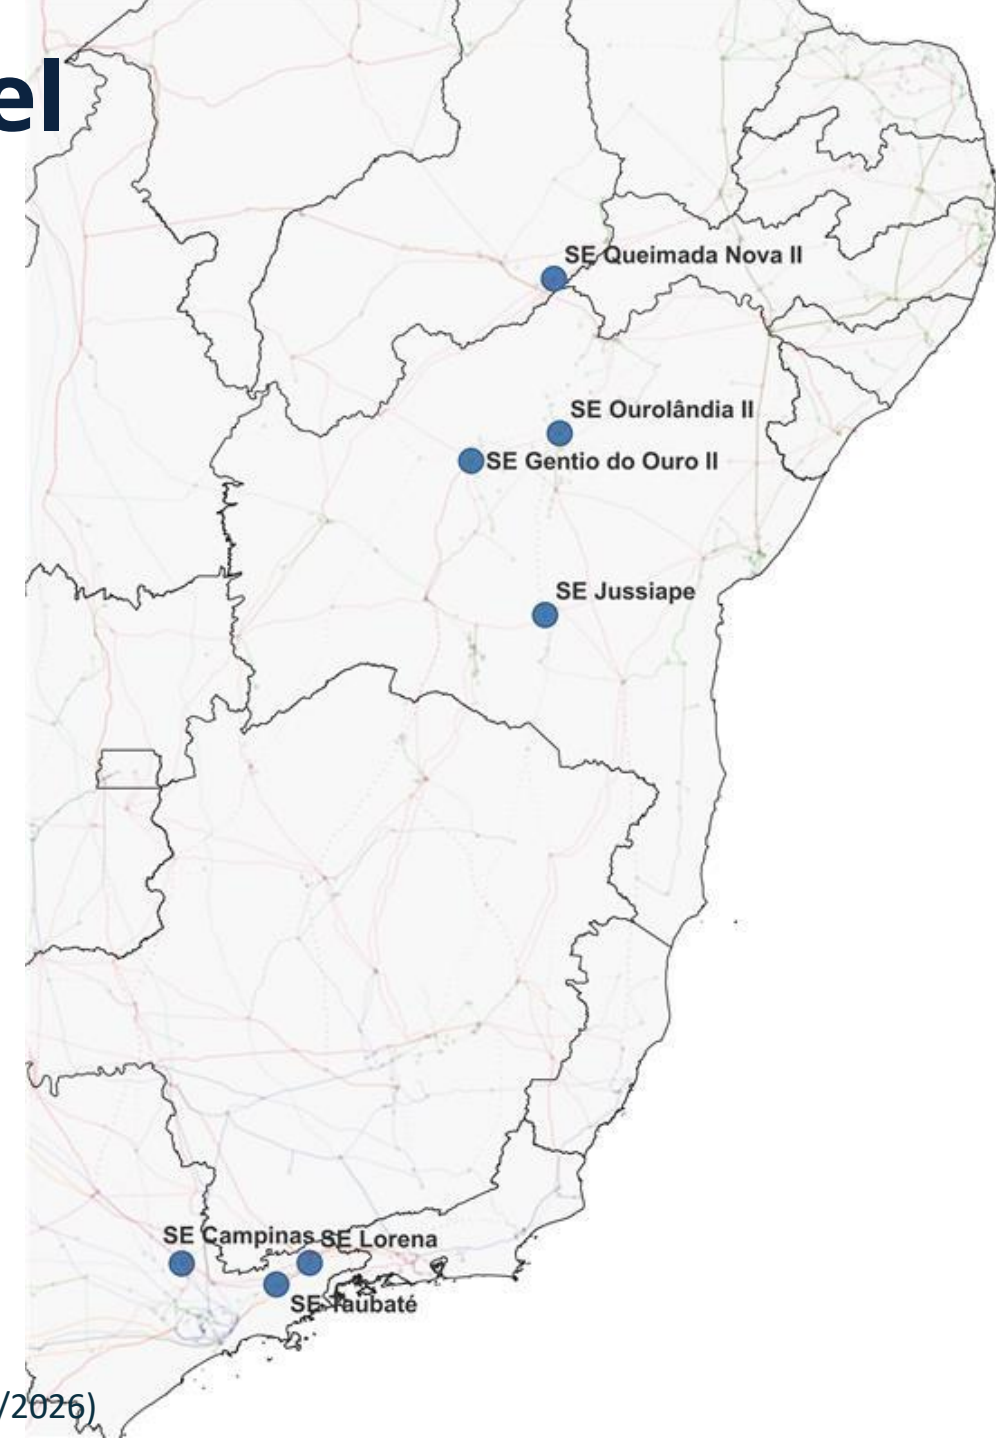 el
SE Queimada Nova II
SE Ourolândia II
SE Gentio do Ouro II
SE Jussiape
SE Campinas
SE Lorena
SE Taubaté
/2026)